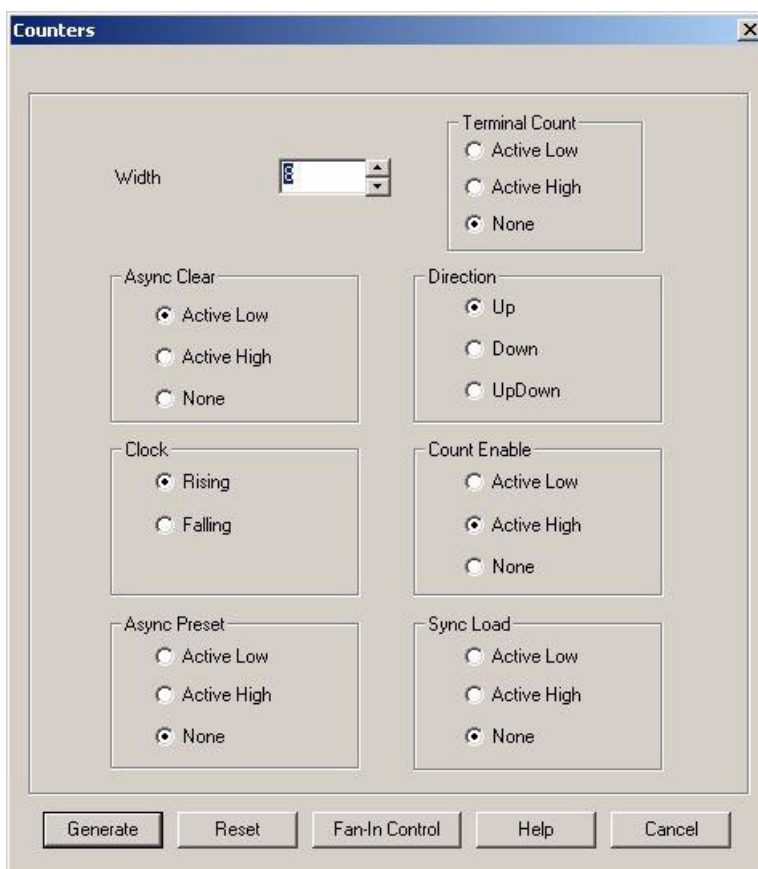 Counters
Width
8
Terminal Count
Active Low
Active High
None
Async Clear
Active Low
Active High
None
Direction
Up
Down
UpDown
Clock
Rising
Falling
Count Enable
Active Low
Active High
None
Async Preset
Active Low
Active High
None
Sync Load
Active Low
Active High
None
Generate
Reset
Fan-In Control
Help
Cancel